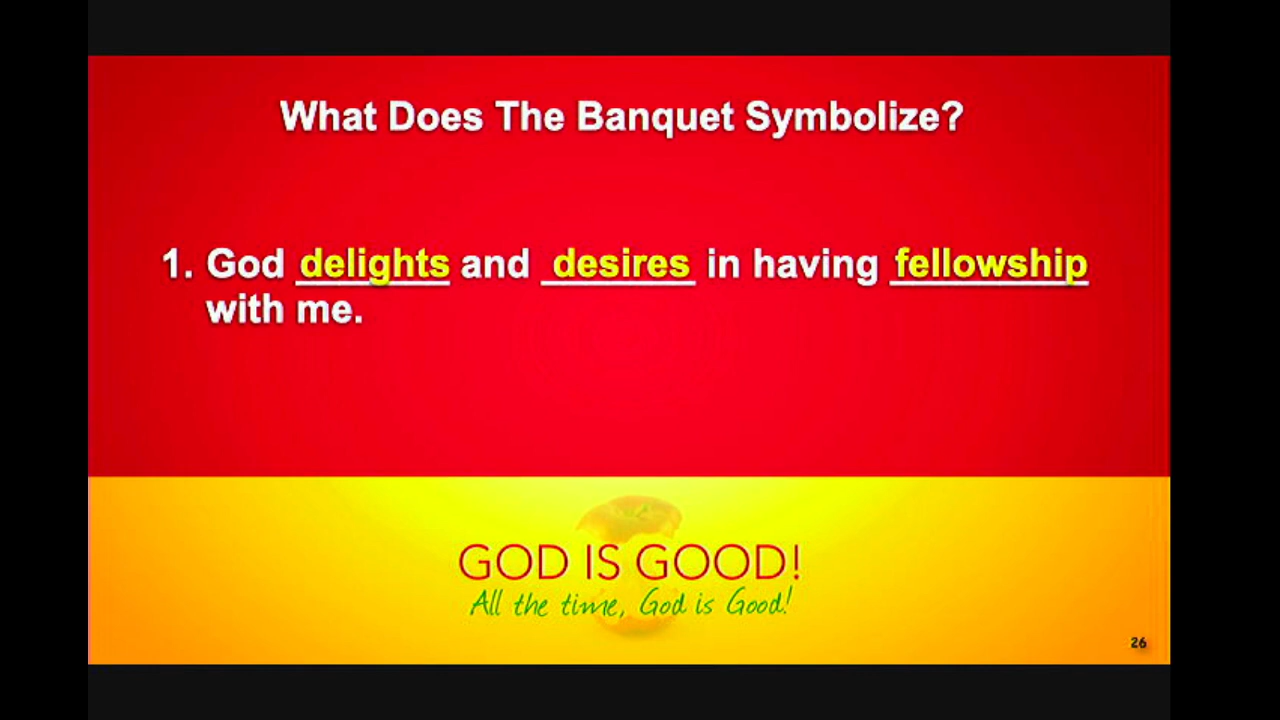 What Does The Banquet Symbolize?
1. God delights and desires in having fellowship
with me.
GOD IS GOOD!
All the time, God is Good!
26